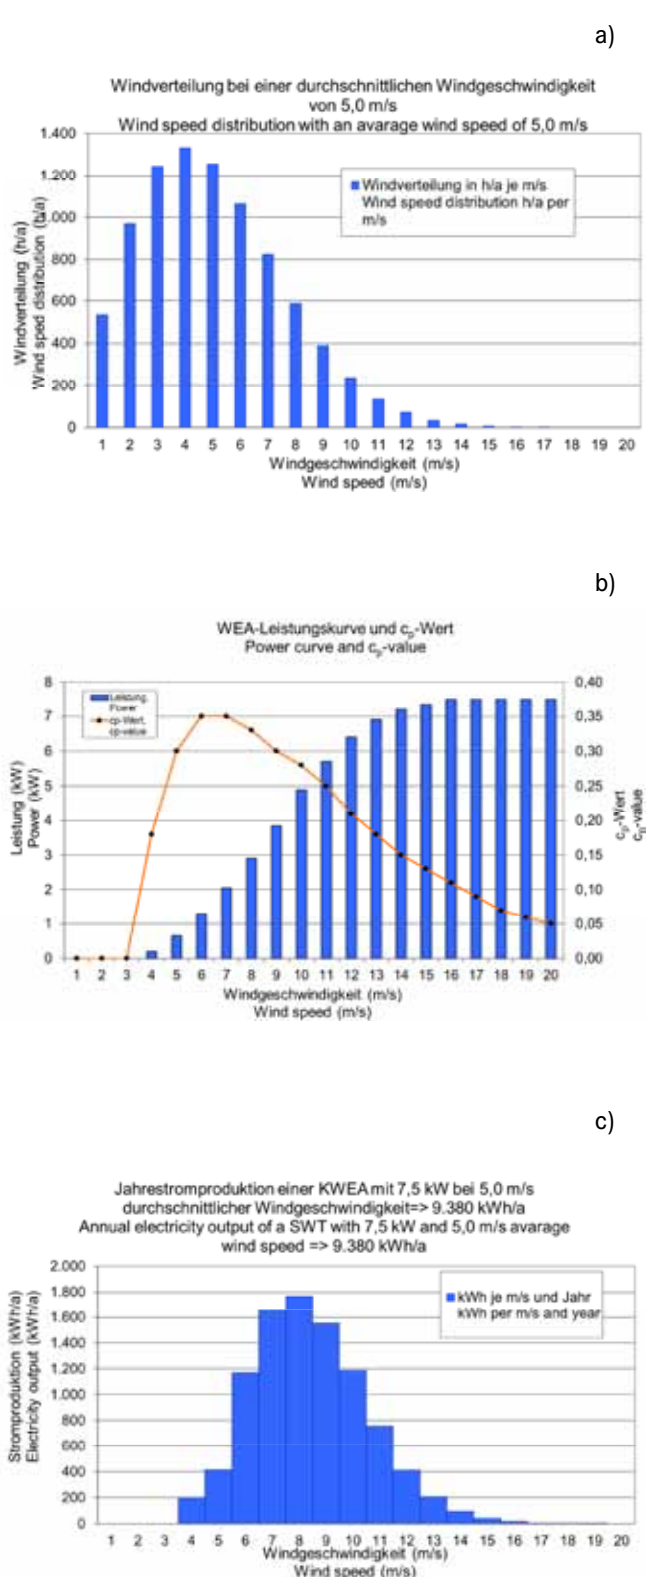 a)
Windverteilung bei einer durchschnittlichen Windgeschwindigkeit
von 5,0 m/s
Wind speed distribution with an avarage wind speed of 5,0 m/s
Windverteilung (h/a)
Wind sped distribution (h/a)
1.400
1.200
1.000
800
600
400
200
0
Windverteilung in h/a je m/s
Wind speed distribution h/a per
m/s
1 2 3 4 5 6 7 8 9 10 11 12 13 14 15 16 17 18 19 20
Windgeschwindigkeit (m/s)
Wind speed (m/s)
b)
WEA-Leistungskurve und cp-Wert
Power curve and cp-value
Leistung (kW)
Power (kW)
8
7
6
5
4
3
2
1
0
Leistung,
Power
cp-Wert,
cp-value
0,40
0,35
0,30
0,25
0,20
0,15
0,10
0,05
0,00
cp-Wert
cp-value
1 2 3 4 5 6 7 8 9 10 11 12 13 14 15 16 17 18 19 20
Windgeschwindigkeit (m/s)
Wind speed (m/s)
c)
Jahrestromproduktion einer KWEA mit 7,5 kW bei 5,0 m/s
durchschnittlicher Windgeschwindigkeit=> 9.380 kWh/a
Annual electricity output of a SWT with 7,5 kW and 5,0 m/s avarage
wind speed => 9.380 kWh/a
Stromproduktion (kWh/a)
Electricity output (kWh/a)
2.000
1.800
1.600
1.400
1.200
1.000
800
600
400
200
0
kWh je m/s und Jahr
kWh per m/s and year
1 2 3 4 5 6 7 8 9 10 11 12 13 14 15 16 17 18 19 20
Windgeschwindigkeit (m/s)
Wind speed (m/s)